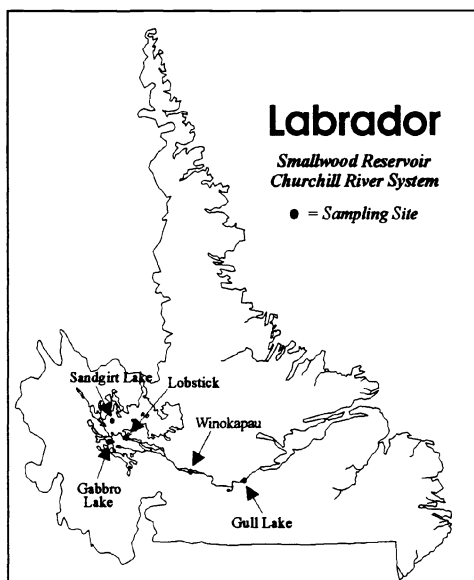 Labrador
Smallwood Reservoir
Churchill River System
● = Sampling Site
Sandgirt Lake
Lobstick
Winokapau
Gabbro
Lake
Gull Lake